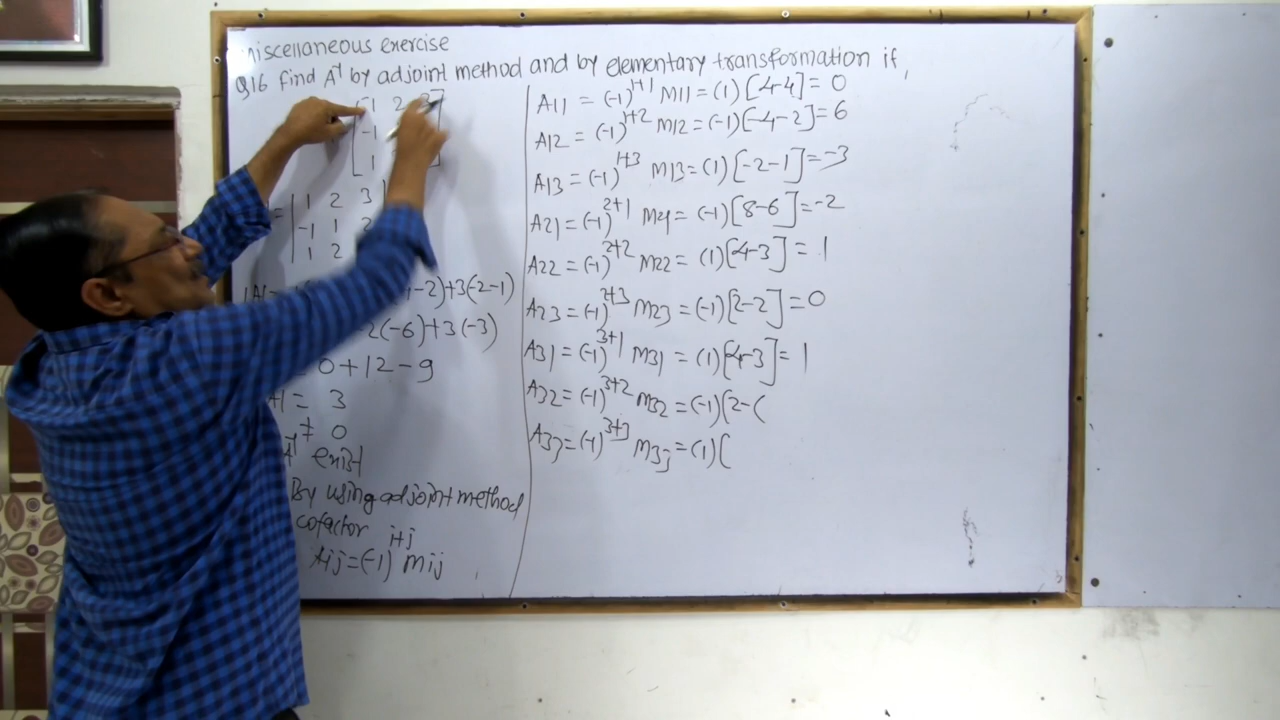 miscellaneous exercise
Q16 find A⁻¹ by adjoint method and by elementary transformation if,
-1 2
-1
1
= | 1 2 3 |
-1 1 2
1 2
-2)+3(2-1)
2(-6)+3(-3)
0+12-9
= 3
≠ 0
A⁻¹ exist
By using adjoint method
cofactor
Aij=(-1)^i+j mij
A11 = (-1)^1+1 M11=(1)[4-4]= 0
A12 = (-1)^1+2 M12=(-1)[-4-2]=6
A13 = (-1)^1+3 M13=(1)[-2-1]=-3
A21=(-1)^2+1 M21=(-1)[8-6]=-2
A22=(-1)^2+2 M22=(1)[4-3]= 1
A23=(-1)^2+3 M23=(-1)[2-2]=0
A31=(-1)^3+1 M31=(1)[4-3]= 1
A32=(-1)^3+2 M32=(-1)[2-(
A33=(-1)^3+3 M33=(1)[